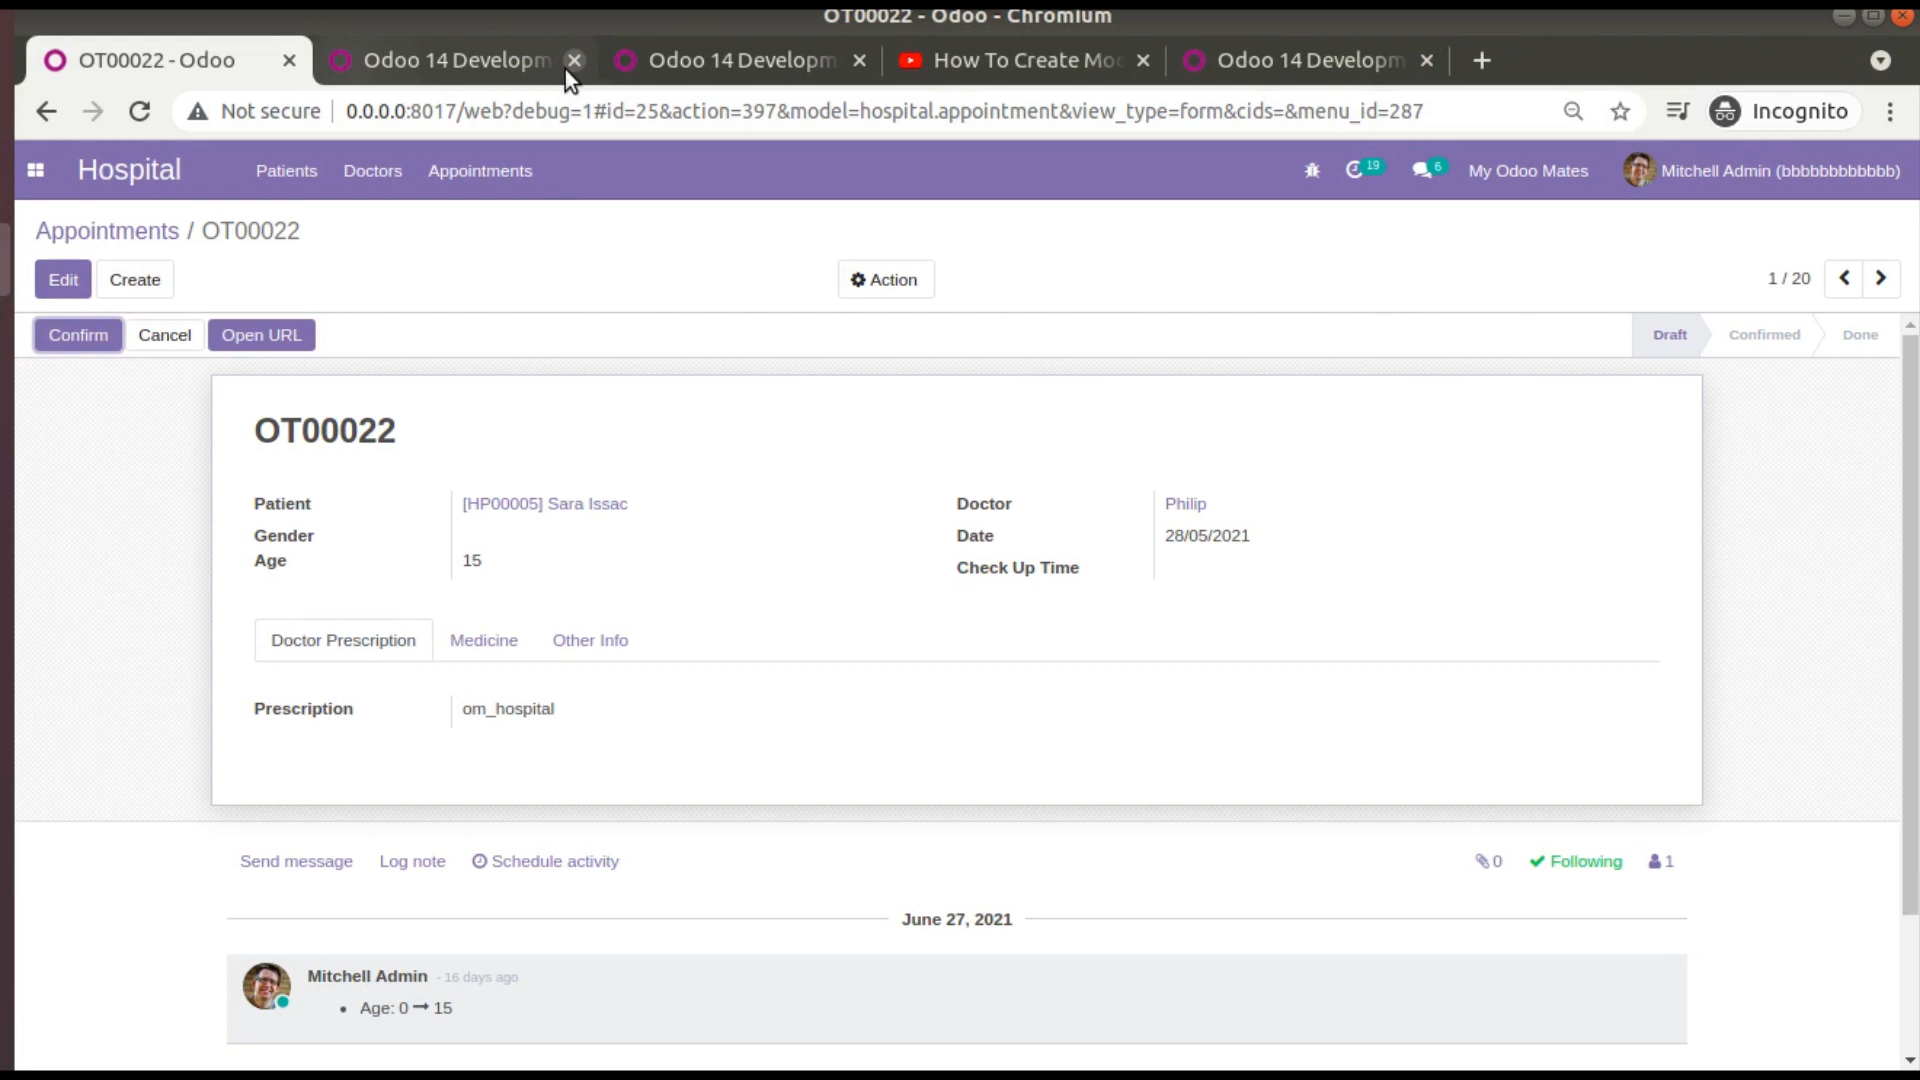 OT00022 - Odoo - Chromium
OT00022 - Odoo
Odoo 14 Developm
Odoo 14 Developm
How To Create Mo
Odoo 14 Developm
Not secure
0.0.0.0:8017/web?debug=1#id=25&action=397&model=hospital.appointment&view_type=form&cids=&menu_id=287
Incognito
Hospital
Patients
Doctors
Appointments
19
6
My Odoo Mates
Mitchell Admin (bbbbbbbbbbbb)
Appointments / OT00022
Edit
Create
Action
1 / 20
Confirm
Cancel
Open URL
Draft
Confirmed
Done
OT00022
Patient
[HP00005] Sara Issac
Gender
Age
15
Doctor
Philip
Date
28/05/2021
Check Up Time
Doctor Prescription
Medicine
Other Info
Prescription
om_hospital
Send message
Log note
Schedule activity
0
Following
1
June 27, 2021
Mitchell Admin - 16 days ago
• Age: 0 → 15